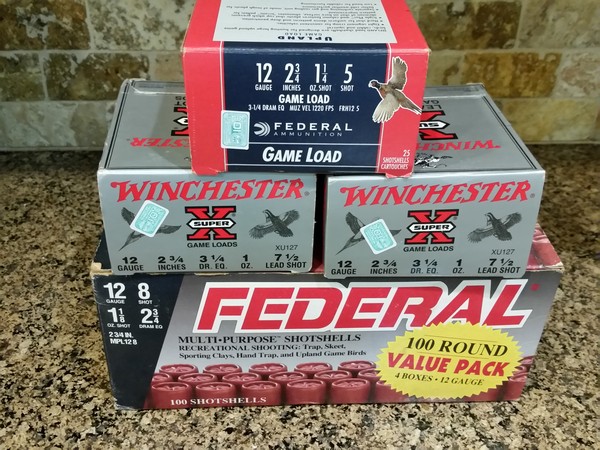 UPLAND
GAME LOAD
12 2 3/4 1 1/4 5
GAUGE INCHES OZ. SHOT SHOT
GAME LOAD
3-1/4 DRAM EQ MUZ VEL 1220 FPS FRH12 5
FEDERAL
AMMUNITION
GAME LOAD
25
SHOTSHELLS
CARTOUCHES
WINCHESTER
WINCHESTER
X
SUPER
GAME LOADS
XU127
12 2 3/4 3 1/4 1 7 1/2
GAUGE INCHES DR. EQ. OZ. LEAD SHOT
WINCHESTER
WINCHESTER
X
SUPER
GAME LOADS
XU127
12 2 3/4 3 1/4 1 7 1/2
GAUGE INCHES DR. EQ. OZ. LEAD SHOT
12 8
GAUGE SHOT
1 1/8 2 3/4
OZ. SHOT DRAM EQ
2 3/4 IN.
MPL12 8
FEDERAL
MULTI-PURPOSE SHOTSHELLS
RECREATIONAL SHOOTING: Trap, Skeet,
Sporting Clays, Hand Trap, and Upland Game Birds
100 ROUND
VALUE PACK
4 BOXES • 12 GAUGE
100 SHOTSHELLS